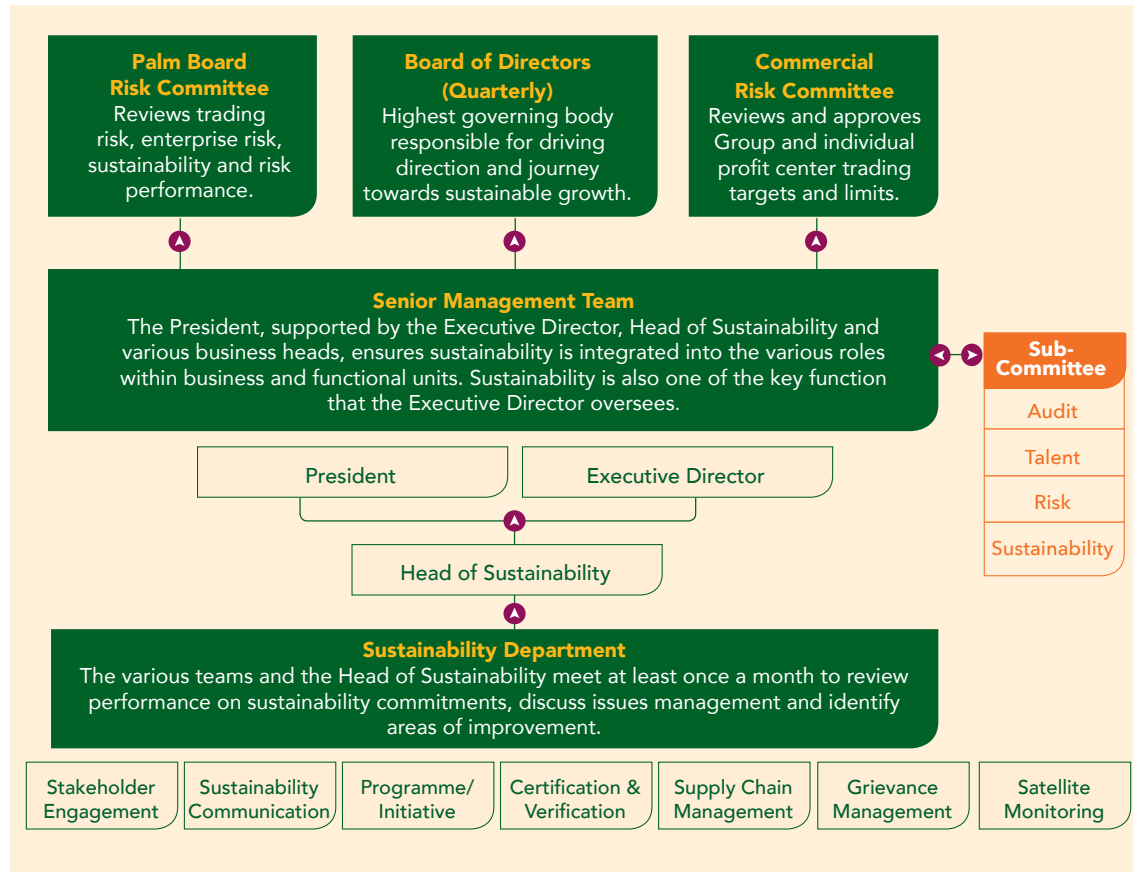 Palm Board
Risk Committee
Reviews trading
risk, enterprise risk,
sustainability and risk
performance.
Board of Directors
(Quarterly)
Highest governing body
responsible for driving
direction and journey
towards sustainable growth.
Commercial
Risk Committee
Reviews and approves
Group and individual
profit center trading
targets and limits.
Senior Management Team
The President, supported by the Executive Director, Head of Sustainability and
various business heads, ensures sustainability is integrated into the various roles
within business and functional units. Sustainability is also one of the key function
that the Executive Director oversees.
Sub-
Committee
Audit
Talent
Risk
Sustainability
President
Executive Director
Head of Sustainability
Sustainability Department
The various teams and the Head of Sustainability meet at least once a month to review
performance on sustainability commitments, discuss issues management and identify
areas of improvement.
Stakeholder
Engagement
Sustainability
Communication
Programme/
Initiative
Certification &
Verification
Supply Chain
Management
Grievance
Management
Satellite
Monitoring